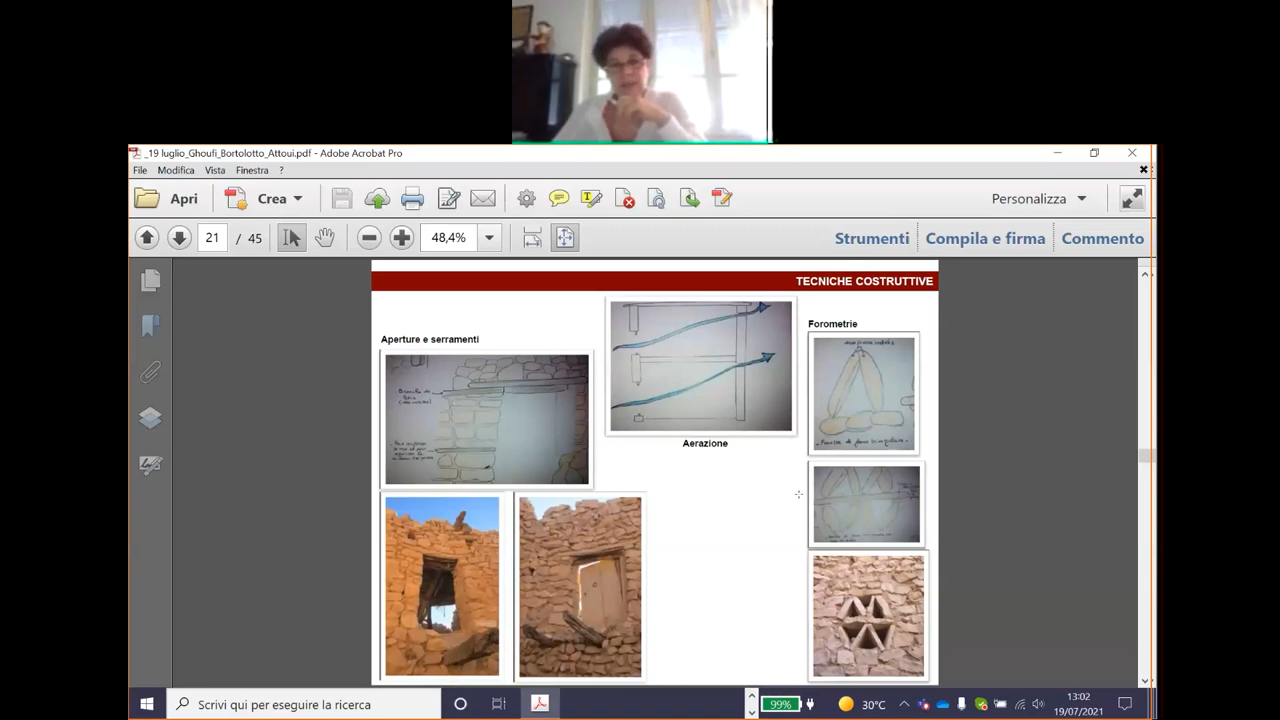 _19 luglio_Ghoufi_Bortolotto_Attoui.pdf - Adobe Acrobat Pro
File Modifica Vista Finestra ?
Apri Crea Personalizza
21 / 45 48,4% Strumenti Compila e firma Commento
TECNICHE COSTRUTTIVE
Forometrie
Aperture e serramenti
Aerazione
Scrivi qui per eseguire la ricerca
99%
30°C
13:02
19/07/2021